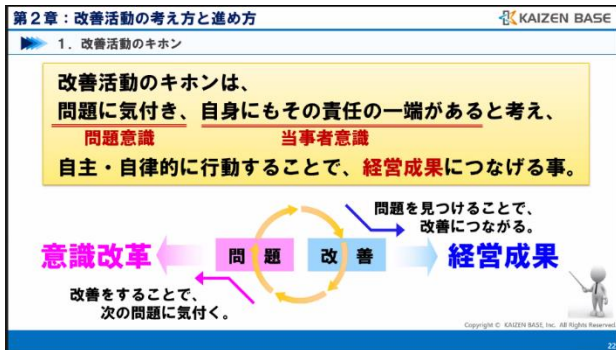 第2章：改善活動の考え方と進め方
KAIZEN BASE
1．改善活動のキホン
改善活動のキホンは、
問題に気付き、自身にもその責任の一端があると考え、
問題意識
当事者意識
自主・自律的に行動することで、経営成果につなげる事。
問題を見つけることで、
改善につながる。
意識改革
問題
改善
経営成果
改善をすることで、
次の問題に気付く。
Copyright © KAIZEN BASE, Inc. All Rights Reserved.
22